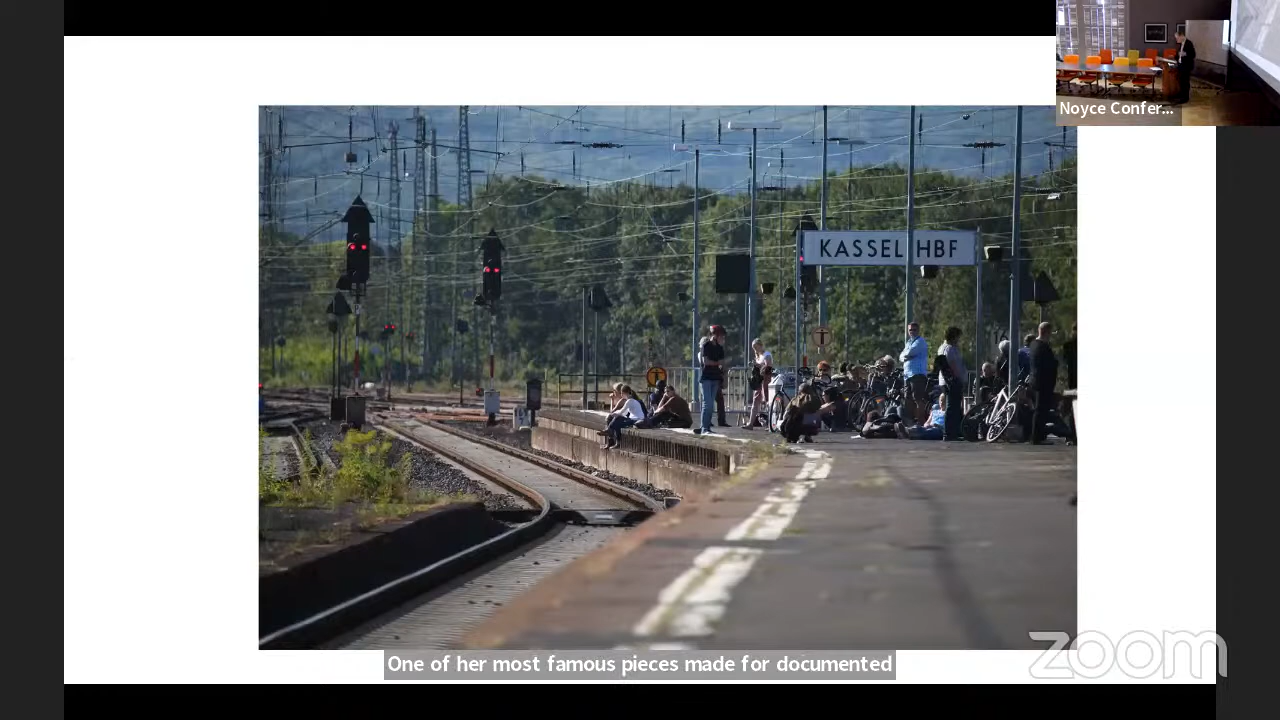 Noyce Confer...
KASSEL HBF
One of her most famous pieces made for documented
zoom